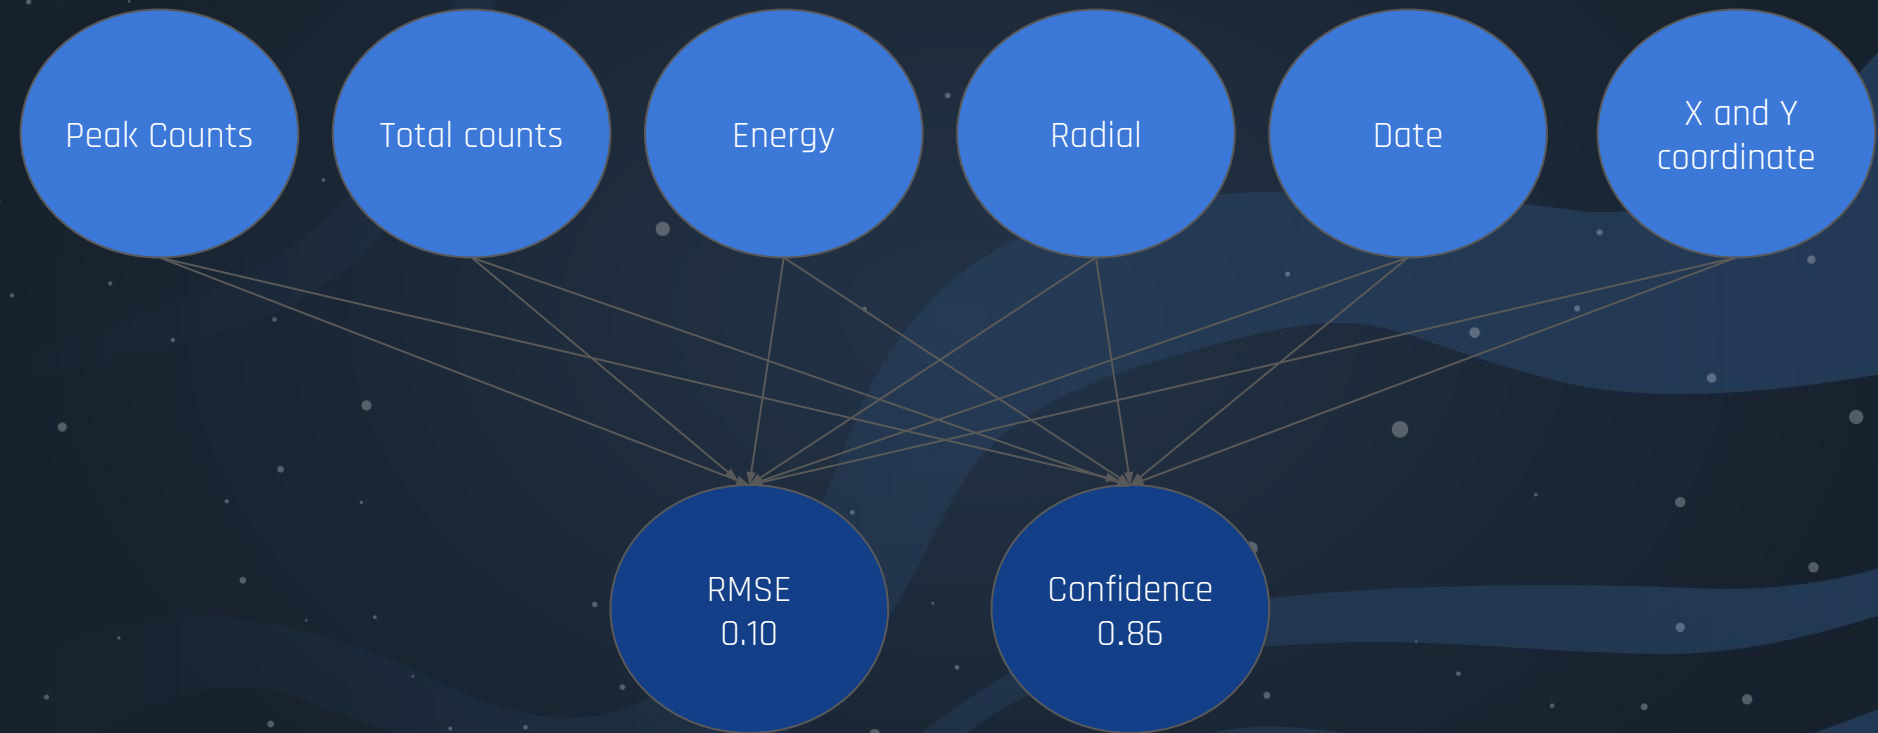 Peak Counts
Total counts
Energy
Radial
Date
X and Y
coordinate
RMSE
0.10
Confidence
0.86